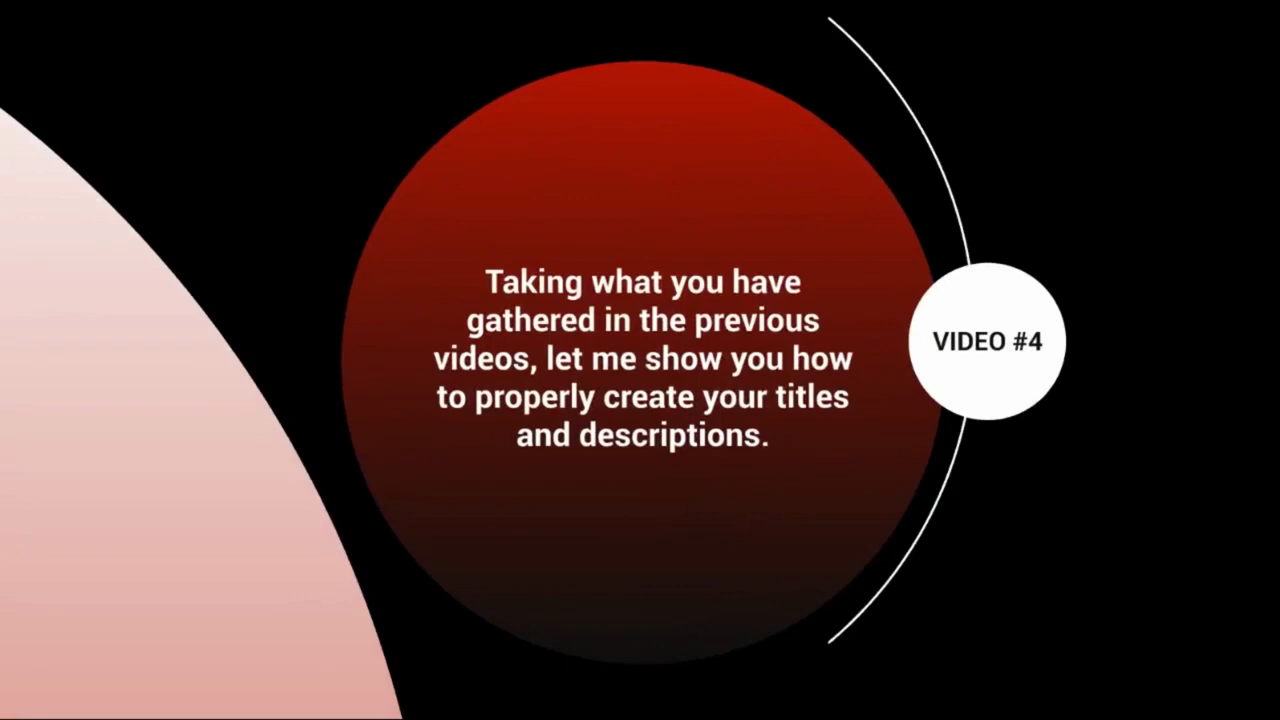 Taking what you have
gathered in the previous
videos, let me show you how
to properly create your titles
and descriptions.
VIDEO #4